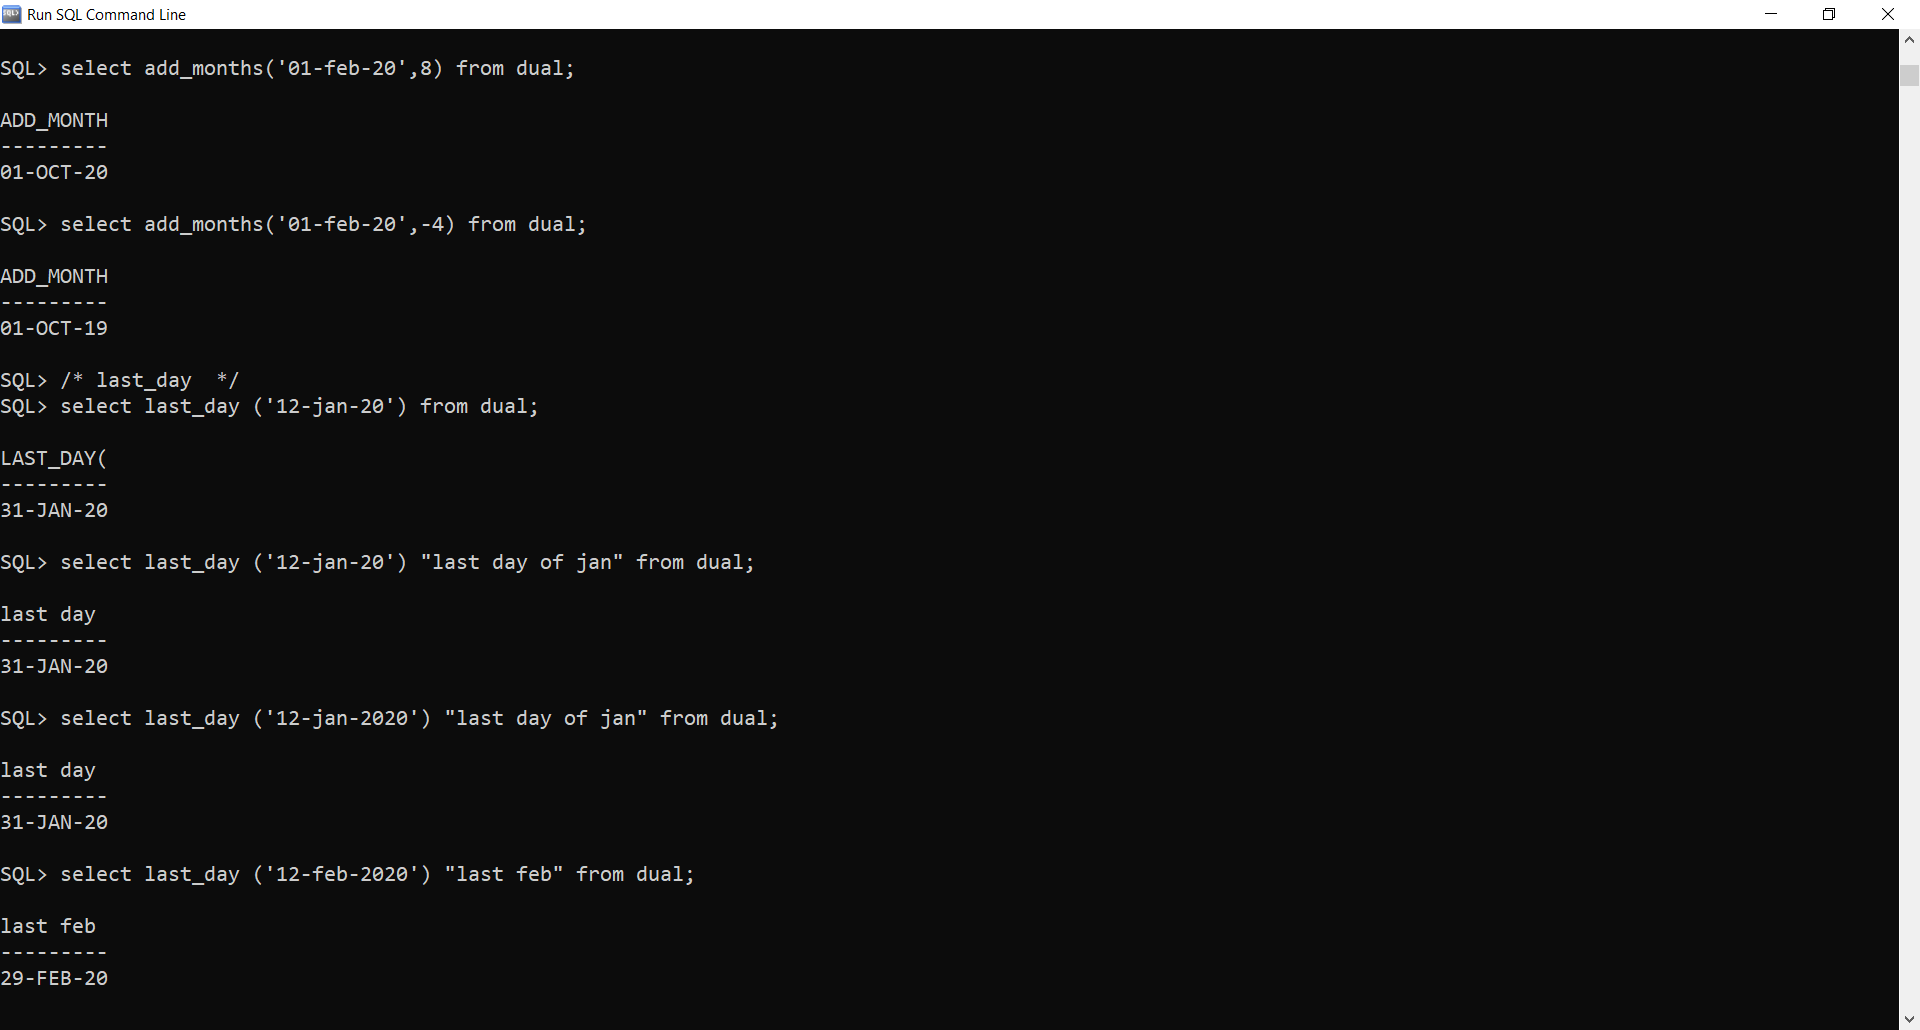 Run SQL Command Line
SQL> select add_months('01-feb-20',8) from dual;
ADD_MONTH
---------
01-OCT-20
SQL> select add_months('01-feb-20',-4) from dual;
ADD_MONTH
---------
01-OCT-19
SQL> /* last_day  */
SQL> select last_day ('12-jan-20') from dual;
LAST_DAY(
---------
31-JAN-20
SQL> select last_day ('12-jan-20') "last day of jan" from dual;
last day
---------
31-JAN-20
SQL> select last_day ('12-jan-2020') "last day of jan" from dual;
last day
---------
31-JAN-20
SQL> select last_day ('12-feb-2020') "last feb" from dual;
last feb
---------
29-FEB-20